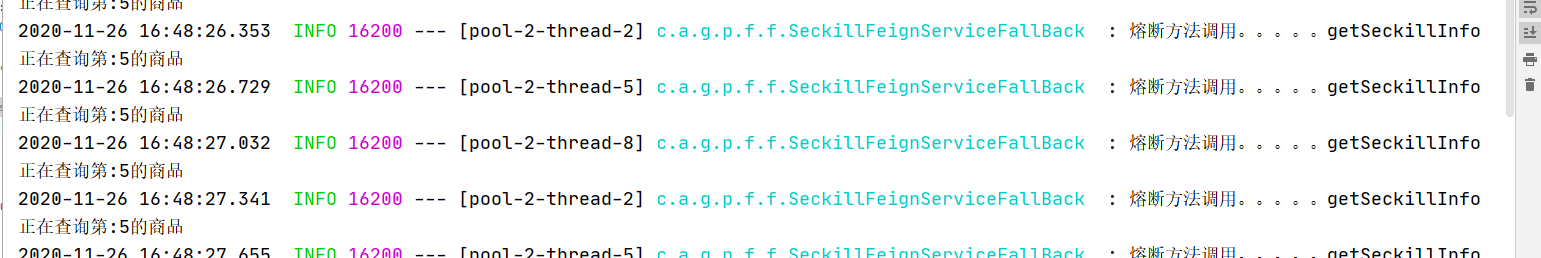 正在查询第:5的商品
2020-11-26 16:48:26.353  INFO 16200 --- [pool-2-thread-2] c.a.g.p.f.f.SeckillFeignServiceFallBack  : 熔断方法调用。。。。。getSeckillInfo
正在查询第:5的商品
2020-11-26 16:48:26.729  INFO 16200 --- [pool-2-thread-5] c.a.g.p.f.f.SeckillFeignServiceFallBack  : 熔断方法调用。。。。。getSeckillInfo
正在查询第:5的商品
2020-11-26 16:48:27.032  INFO 16200 --- [pool-2-thread-8] c.a.g.p.f.f.SeckillFeignServiceFallBack  : 熔断方法调用。。。。。getSeckillInfo
正在查询第:5的商品
2020-11-26 16:48:27.341  INFO 16200 --- [pool-2-thread-2] c.a.g.p.f.f.SeckillFeignServiceFallBack  : 熔断方法调用。。。。。getSeckillInfo
正在查询第:5的商品
2020-11-26 16:48:27.655  INFO 16200 --- [pool-2-thread-5] c.a.g.p.f.f.SeckillFeignServiceFallBack  : 熔断方法调用。。。。。getSeckillInfo